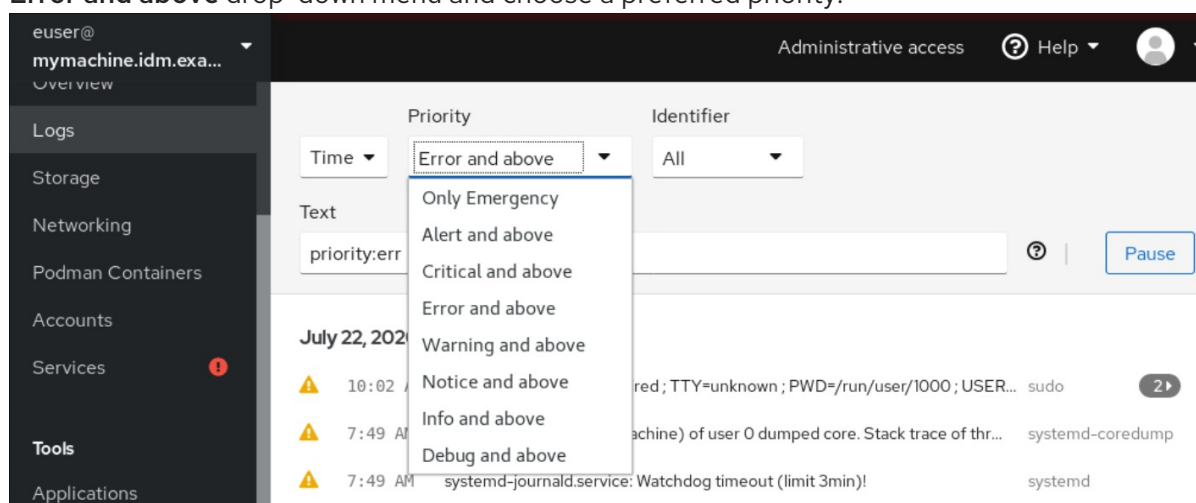 Error and above drop-down menu and choose a preferred priority.
euser@
mymachine.idm.exa...
Administrative access
Help
Overview
Logs
Storage
Networking
Podman Containers
Accounts
Services
Tools
Applications
Priority
Identifier
Time
Error and above
All
Only Emergency
Alert and above
Critical and above
Error and above
Warning and above
Notice and above
Info and above
Debug and above
Text
priority:err
Pause
July 22, 202
10:02
red ; TTY=unknown ; PWD=/run/user/1000 ; USER... sudo 2
7:49 AM
achine) of user 0 dumped core. Stack trace of thr... systemd-coredump
7:49 AM systemd-journald.service: Watchdog timeout (limit 3min)! systemd